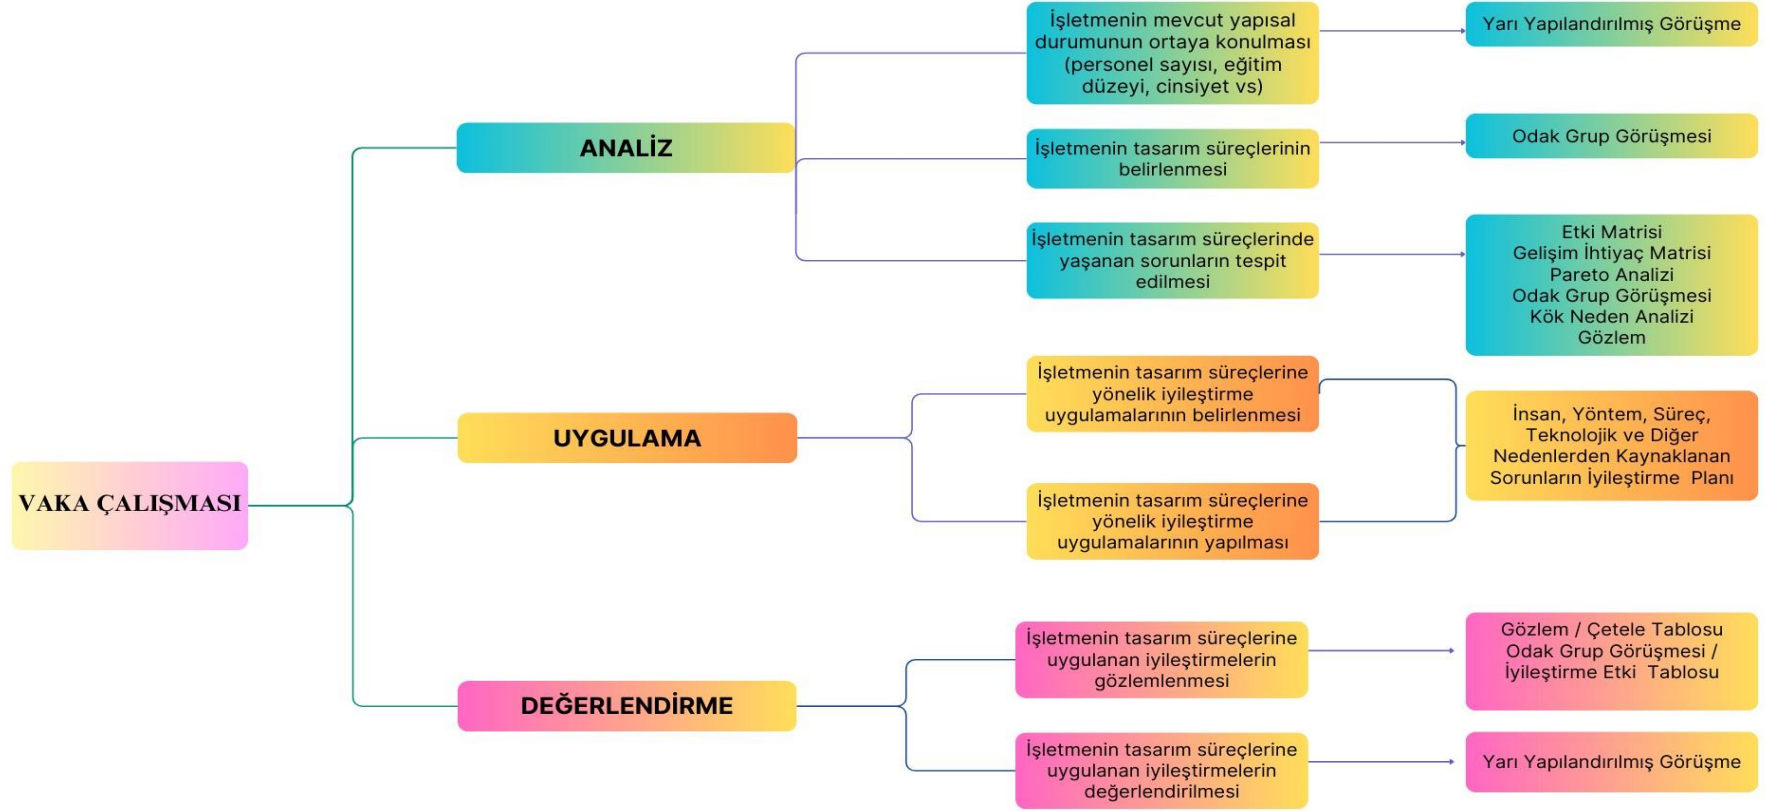 VAKA ÇALIŞMASI
ANALİZ
İşletmenin mevcut yapısal
durumunun ortaya konulması
(personel sayısı, eğitim
düzeyi, cinsiyet vs)
Yarı Yapılandırılmış Görüşme
İşletmenin tasarım süreçlerinin
belirlenmesi
Odak Grup Görüşmesi
İşletmenin tasarım süreçlerinde
yaşanan sorunların tespit
edilmesi
Etki Matrisi
Gelişim İhtiyaç Matrisi
Pareto Analizi
Odak Grup Görüşmesi
Kök Neden Analizi
Gözlem
UYGULAMA
İşletmenin tasarım süreçlerine
yönelik iyileştirme
uygulamalarının belirlenmesi
İşletmenin tasarım süreçlerine
yönelik iyileştirme
uygulamalarının yapılması
İnsan, Yöntem, Süreç,
Teknolojik ve Diğer
Nedenlerden Kaynaklanan
Sorunların İyileştirme Planı
DEĞERLENDİRME
İşletmenin tasarım süreçlerine
uygulanan iyileştirmelerin
gözlemlenmesi
Gözlem / Çetele Tablosu
Odak Grup Görüşmesi /
İyileştirme Etki Tablosu
İşletmenin tasarım süreçlerine
uygulanan iyileştirmelerin
değerlendirilmesi
Yarı Yapılandırılmış Görüşme